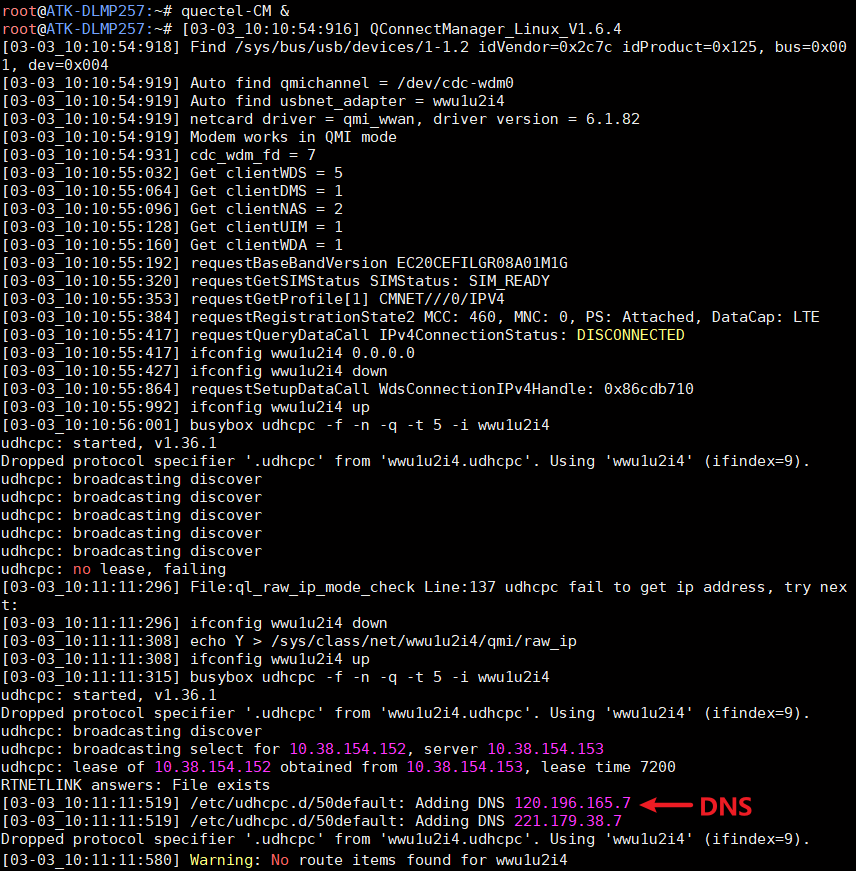 root@ATK-DLMP257:~# quectel-CM &
root@ATK-DLMP257:~# [03-03_10:10:54:916] QConnectManager_Linux_V1.6.4
[03-03_10:10:54:918] Find /sys/bus/usb/devices/1-1.2 idVendor=0x2c7c idProduct=0x125, bus=0x00
1, dev=0x004
[03-03_10:10:54:919] Auto find qmichannel = /dev/cdc-wdm0
[03-03_10:10:54:919] Auto find usbnet_adapter = wwu1u2i4
[03-03_10:10:54:919] netcard driver = qmi_wwan, driver version = 6.1.82
[03-03_10:10:54:919] Modem works in QMI mode
[03-03_10:10:54:931] cdc_wdm_fd = 7
[03-03_10:10:55:032] Get clientWDS = 5
[03-03_10:10:55:064] Get clientDMS = 1
[03-03_10:10:55:096] Get clientNAS = 2
[03-03_10:10:55:128] Get clientUIM = 1
[03-03_10:10:55:160] Get clientWDA = 1
[03-03_10:10:55:192] requestBaseBandVersion EC20CEFILGR08A01M1G
[03-03_10:10:55:320] requestGetSIMStatus SIMStatus: SIM_READY
[03-03_10:10:55:353] requestGetProfile[1] CMNET///0/IPV4
[03-03_10:10:55:384] requestRegistrationState2 MCC: 460, MNC: 0, PS: Attached, DataCap: LTE
[03-03_10:10:55:417] requestQueryDataCall IPv4ConnectionStatus: DISCONNECTED
[03-03_10:10:55:417] ifconfig wwu1u2i4 0.0.0.0
[03-03_10:10:55:427] ifconfig wwu1u2i4 down
[03-03_10:10:55:864] requestSetupDataCall WdsConnectionIPv4Handle: 0x86cdb710
[03-03_10:10:55:992] ifconfig wwu1u2i4 up
[03-03_10:10:56:001] busybox udhcpc -f -n -q -t 5 -i wwu1u2i4
udhcpc: started, v1.36.1
Dropped protocol specifier '.udhcpc' from 'wwu1u2i4.udhcpc'. Using 'wwu1u2i4' (ifindex=9).
udhcpc: broadcasting discover
udhcpc: broadcasting discover
udhcpc: broadcasting discover
udhcpc: broadcasting discover
udhcpc: broadcasting discover
udhcpc: no lease, failing
[03-03_10:11:11:296] File:ql_raw_ip_mode_check Line:137 udhcpc fail to get ip address, try nex
t:
[03-03_10:11:11:296] ifconfig wwu1u2i4 down
[03-03_10:11:11:308] echo Y > /sys/class/net/wwu1u2i4/qmi/raw_ip
[03-03_10:11:11:308] ifconfig wwu1u2i4 up
[03-03_10:11:11:315] busybox udhcpc -f -n -q -t 5 -i wwu1u2i4
udhcpc: started, v1.36.1
Dropped protocol specifier '.udhcpc' from 'wwu1u2i4.udhcpc'. Using 'wwu1u2i4' (ifindex=9).
udhcpc: broadcasting discover
udhcpc: broadcasting select for 10.38.154.152, server 10.38.154.153
udhcpc: lease of 10.38.154.152 obtained from 10.38.154.153, lease time 7200
RTNETLINK answers: File exists
[03-03_10:11:11:519] /etc/udhcpc.d/50default: Adding DNS 120.196.165.7 DNS
[03-03_10:11:11:519] /etc/udhcpc.d/50default: Adding DNS 221.179.38.7
Dropped protocol specifier '.udhcpc' from 'wwu1u2i4.udhcpc'. Using 'wwu1u2i4' (ifindex=9).
[03-03_10:11:11:580] Warning: No route items found for wwu1u2i4